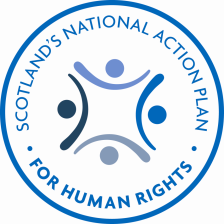 SCOTLAND'S NATIONAL ACTION PLAN
• FOR HUMAN RIGHTS •